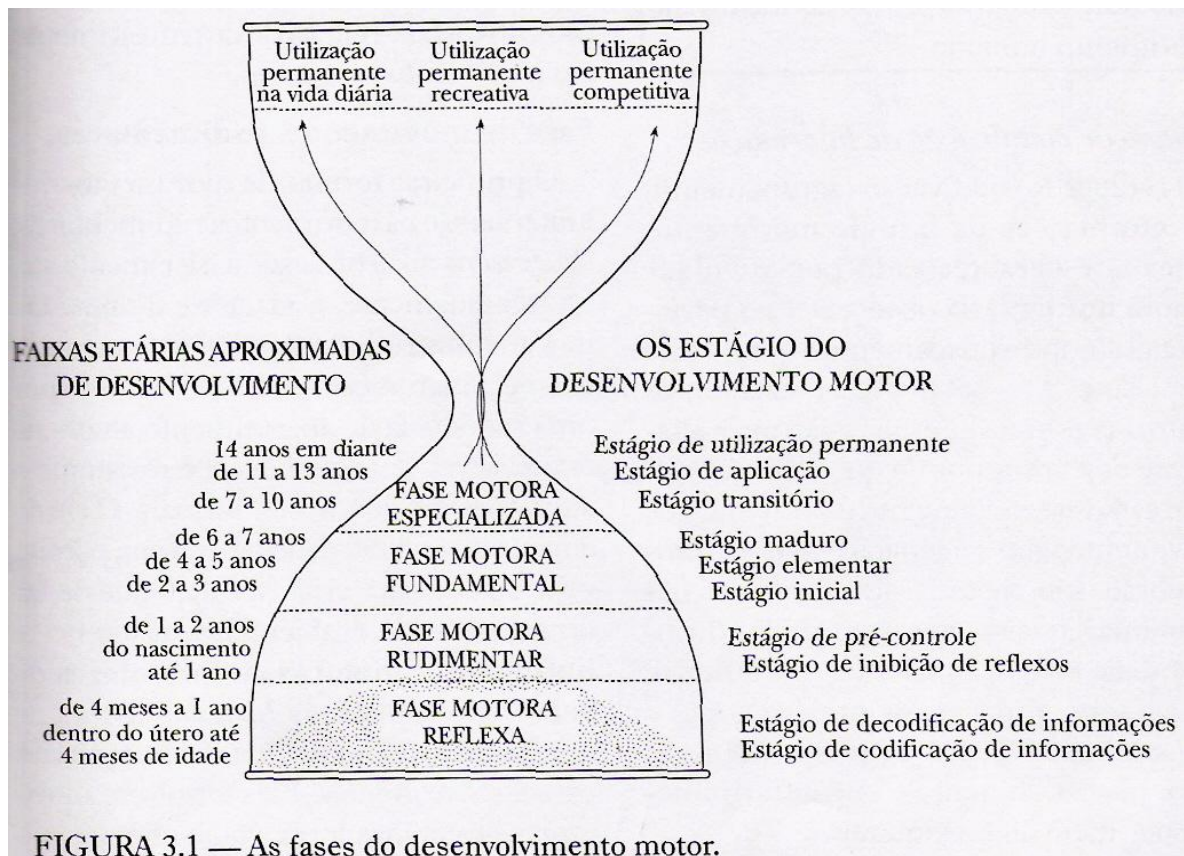 Utilização permanente na vida diária
Utilização permanente recreativa
Utilização permanente competitiva
FAIXAS ETÁRIAS APROXIMADAS
DE DESENVOLVIMENTO
OS ESTÁGIO DO
DESENVOLVIMENTO MOTOR
14 anos em diante
Estágio de utilização permanente
de 11 a 13 anos
Estágio de aplicação
de 7 a 10 anos
FASE MOTORA
ESPECIALIZADA
Estágio transitório
de 6 a 7 anos
Estágio maduro
de 4 a 5 anos
FASE MOTORA
FUNDAMENTAL
Estágio elementar
de 2 a 3 anos
Estágio inicial
de 1 a 2 anos
FASE MOTORA
RUDIMENTAR
Estágio de pré-controle
do nascimento
até 1 ano
Estágio de inibição de reflexos
de 4 meses a 1 ano
FASE MOTORA
REFLEXA
Estágio de decodificação de informações
dentro do útero até
4 meses de idade
Estágio de codificação de informações
FIGURA 3.1 — As fases do desenvolvimento motor.